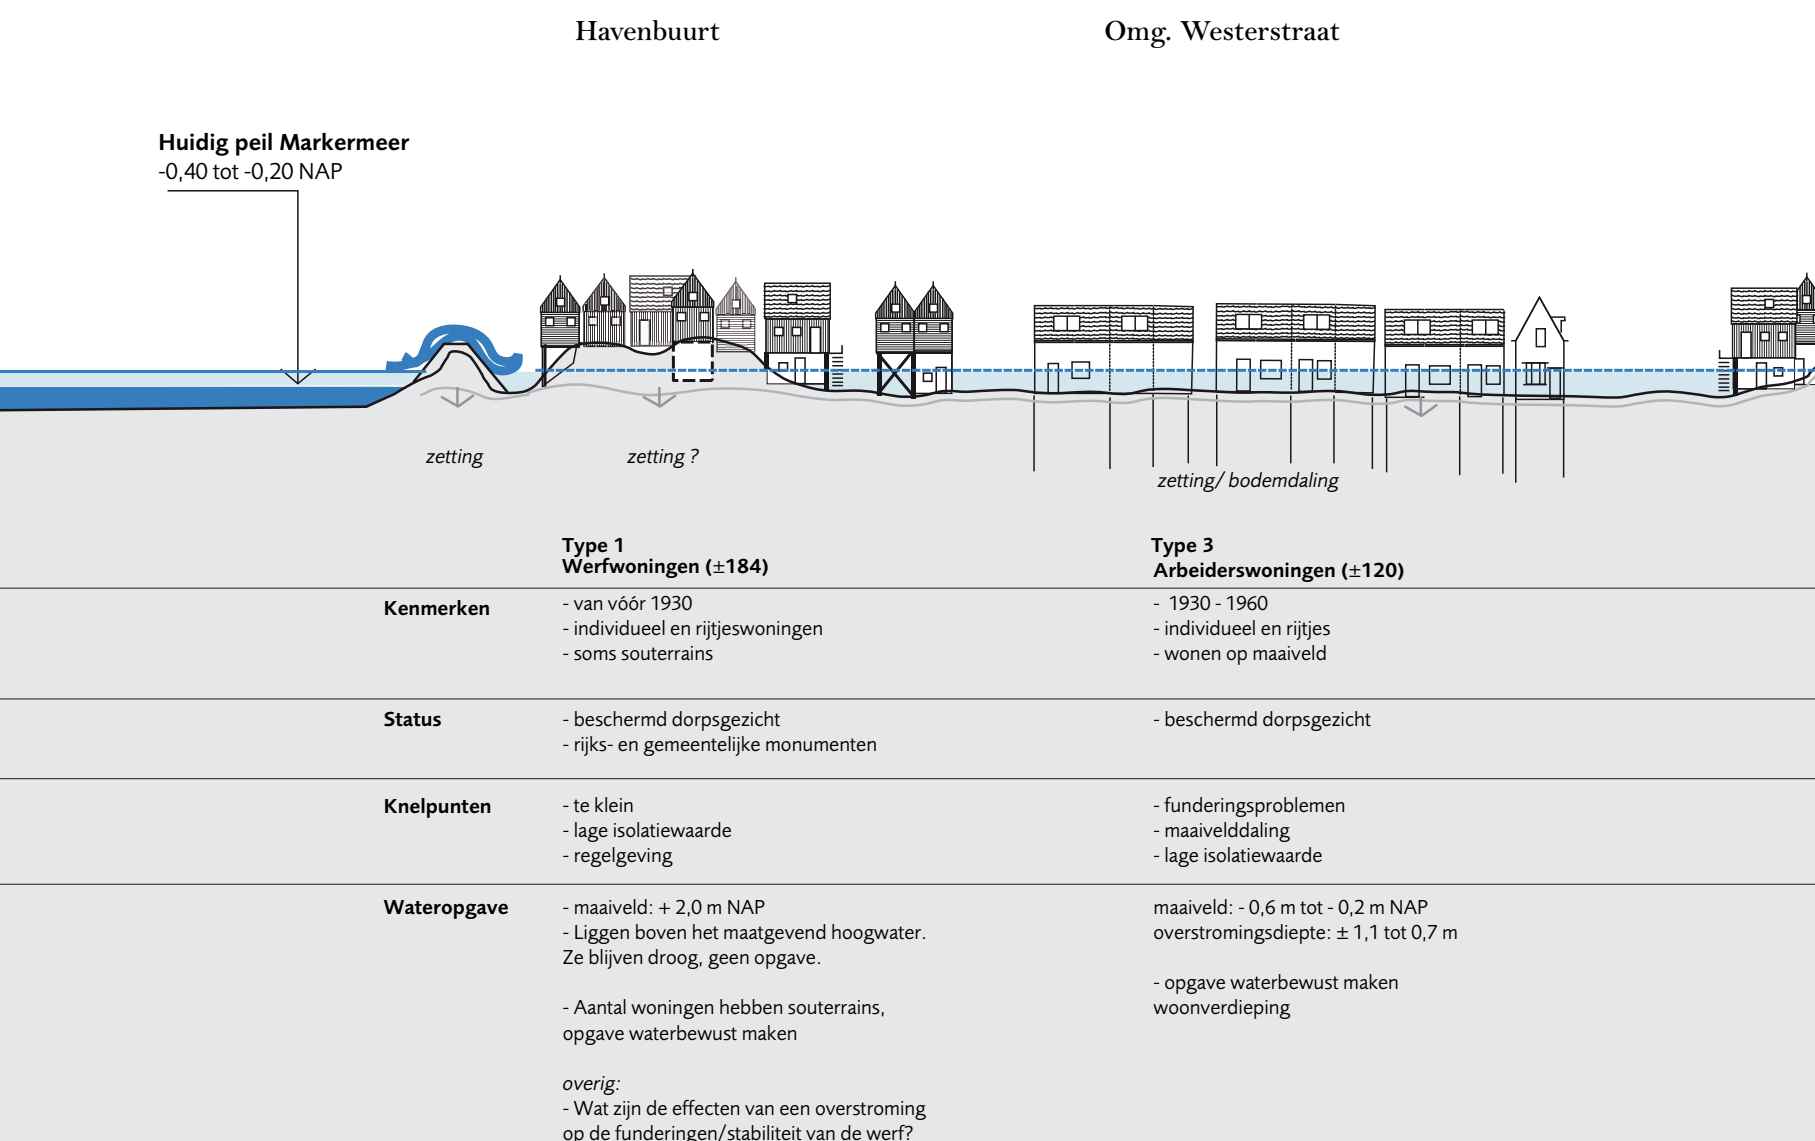 Havenbuurt
Omg. Westerstraat
Huidig peil Markermeer
-0,40 tot -0,20 NAP
zetting
zetting ?
zetting/ bodemdaling
Type 1
Werfwoningen (±184)
Type 3
Arbeiderswoningen (±120)
Kenmerken
- van vóór 1930
- individueel en rijtjeswoningen
- soms souterrains
- 1930 - 1960
- individueel en rijtjes
- wonen op maaiveld
Status
- beschermd dorpsgezicht
- rijks- en gemeentelijke monumenten
- beschermd dorpsgezicht
Knelpunten
- te klein
- lage isolatiewaarde
- regelgeving
- funderingsproblemen
- maaivelddaling
- lage isolatiewaarde
Wateropgave
- maaiveld: + 2,0 m NAP
- Liggen boven het maatgevend hoogwater.
Ze blijven droog, geen opgave.
- Aantal woningen hebben souterrains,
opgave waterbewust maken
overig:
- Wat zijn de effecten van een overstroming
op de funderingen/stabiliteit van de werf?
maaiveld: - 0,6 m tot - 0,2 m NAP
overstromingsdiepte: ± 1,1 tot 0,7 m
- opgave waterbewust maken
woonverdieping